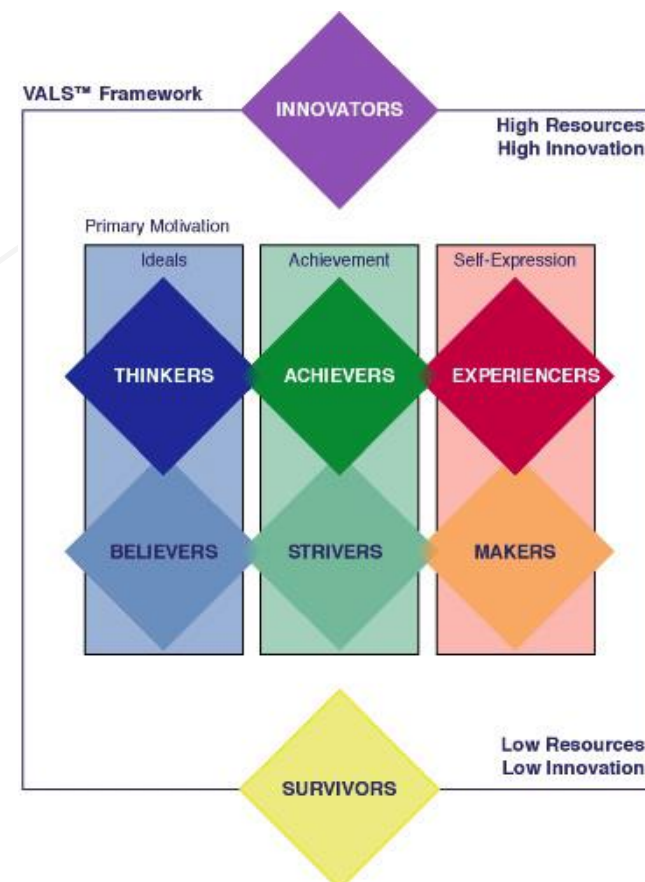 VALS™ Framework
INNOVATORS
High Resources
High Innovation
Primary Motivation
Ideals
Achievement
Self-Expression
THINKERS
ACHIEVERS
EXPERIENCERS
BELIEVERS
STRIVERS
MAKERS
Low Resources
Low Innovation
SURVIVORS